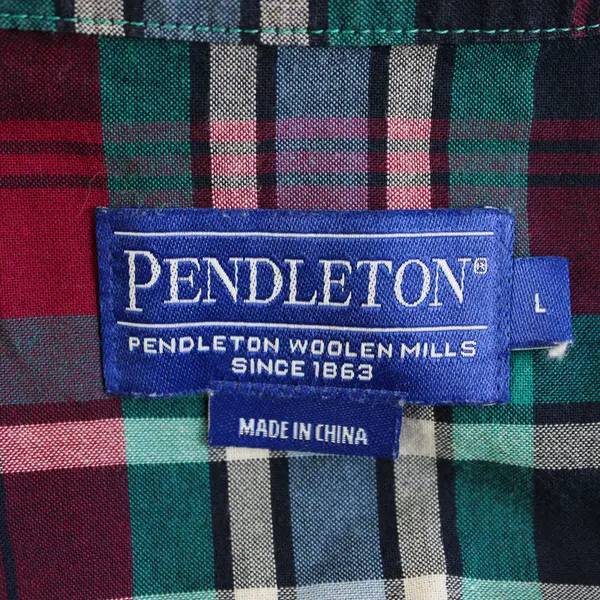 PENDLETON®
L
PENDLETON WOOLEN MILLS
SINCE 1863
MADE IN CHINA